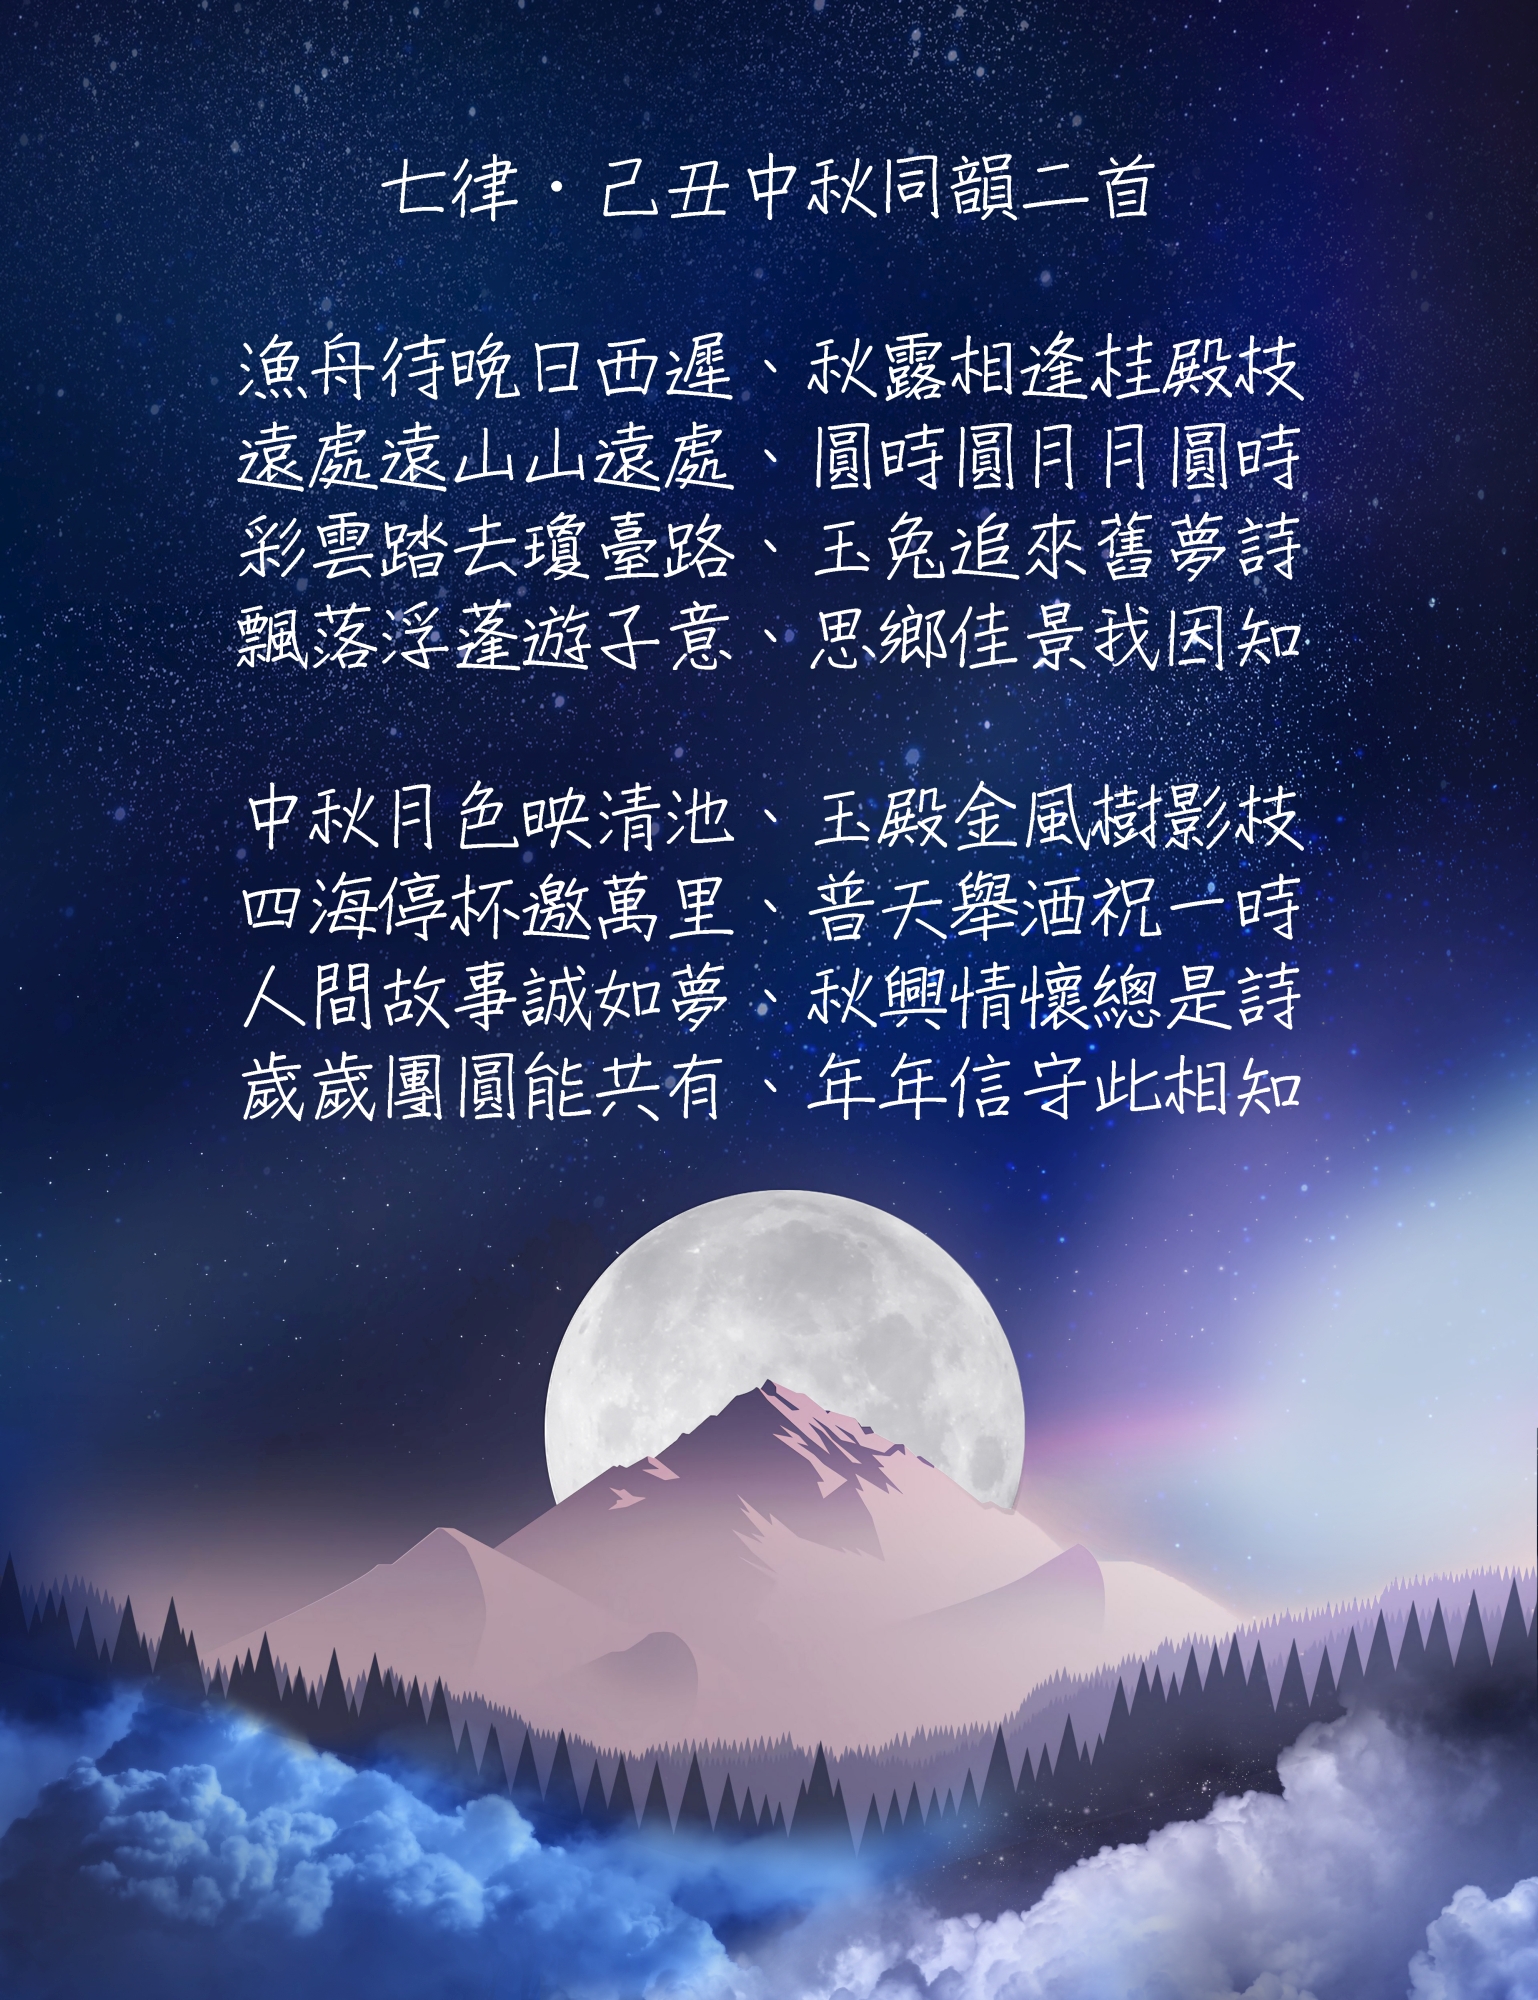 七律·己丑中秋同韻二首
漁舟待晚日西遲、秋露相逢桂殿枝
遠處遠山山遠處、圓時圓月月圓時
彩雲踏去瓊臺路、玉兔追來舊夢詩
飄落浮蓬遊子意、思鄉佳景我因知
中秋月色映清池、玉殿金風樹影枝
四海停杯邀萬里、普天舉酒祝一時
人間故事誠如夢、秋興情懷總是詩
歲歲團圓能共有、年年信守此相知